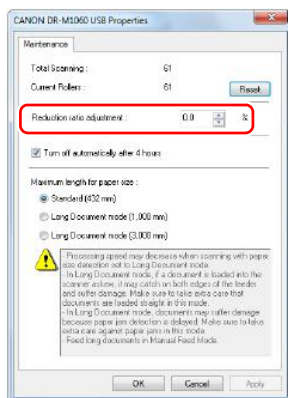 CANON DR-M1060 USB Properties
Maintenance
Total Scanning : 61
Current Rollers : 61 Reset
Reduction ratio adjustment : 0.0 %
Turn off automatically after 4 hours
Maximum length for paper size :
Standard (432 mm)
Long Document mode (1,000 mm)
Long Document mode (3,000 mm)
- Processing speed may decrease when scanning with paper
size detection set to Long Document mode.
- In Long Document mode, if a document is loaded into the
scanner askew, it may catch on both edges of the feeder
and suffer damage. Make sure to take extra care that
documents are loaded straight in this mode.
- In Long Document mode, documents may suffer damage
because paper jam detection is delayed. Make sure to take
extra care against paper jams in this mode.
- Feed long documents in Manual Feed Mode.
OK Cancel Apply